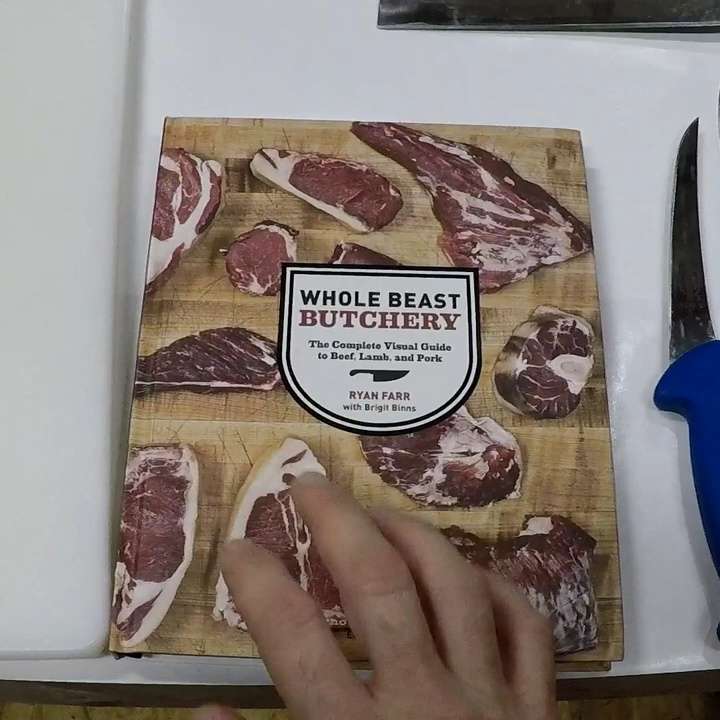 WHOLE BEAST
BUTCHERY
The Complete Visual Guide
to Beef, Lamb, and Pork
RYAN FARR
with Brigit Binns